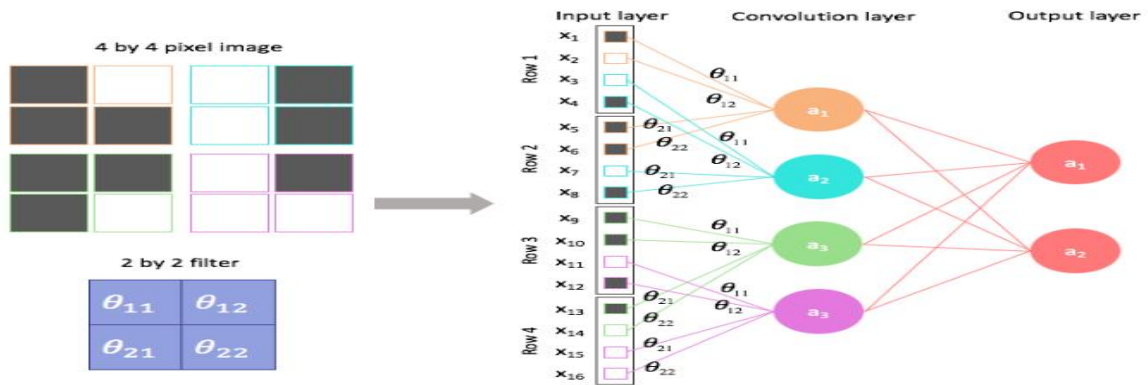 4 by 4 pixel image
2 by 2 filter
θ11 θ12
θ21 θ22
Input layer Convolution layer Output layer
Row 1
x1
x2
x3
x4
Row 2
x5
x6
x7
x8
Row 3
x9
x10
x11
x12
Row 4
x13
x14
x15
x16
θ11
θ12
θ11
θ21
θ22
θ12
θ21
θ22
θ11
θ12
θ11
θ21
θ12
θ22
θ21
θ22
a1
a2
a3
a3
a1
a2